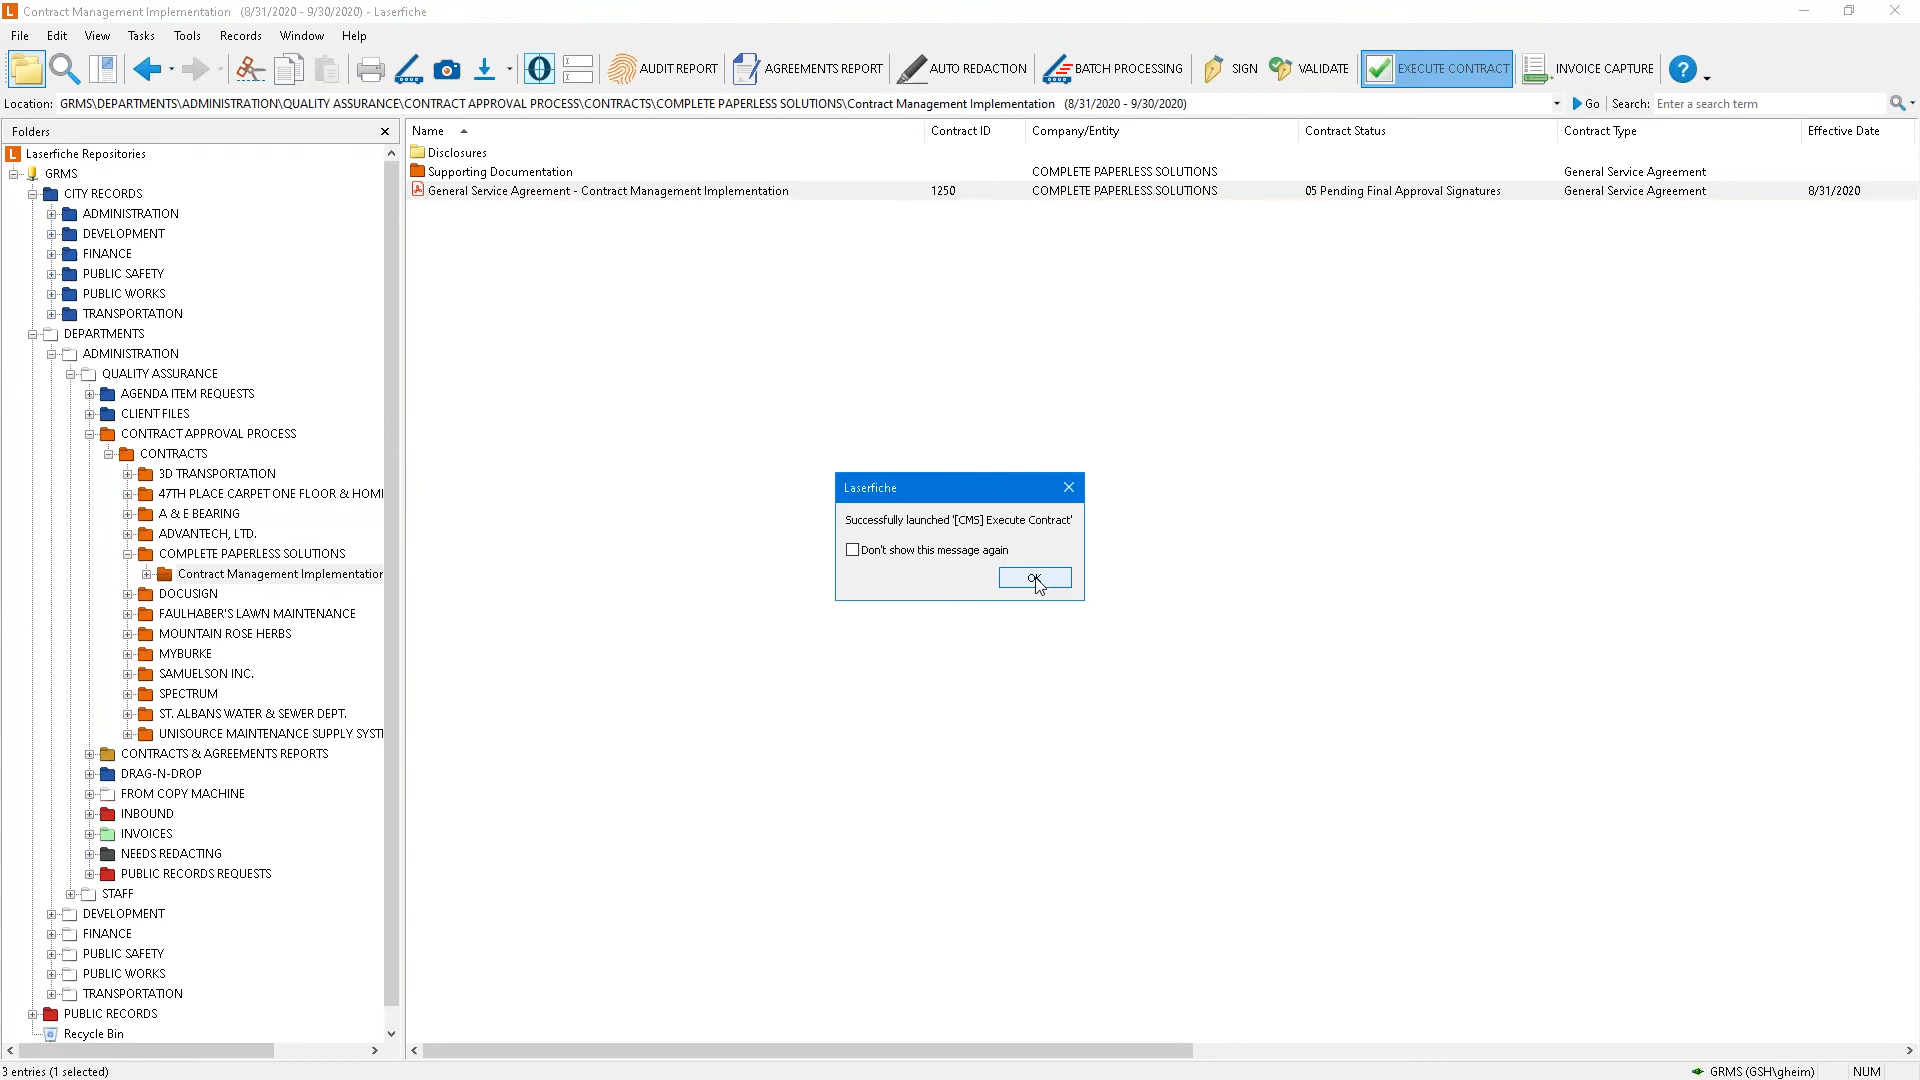 Contract Management Implementation (8/31/2020 - 9/30/2020) - Laserfiche
File Edit View Tasks Tools Records Window Help
AUDIT REPORT AGREEMENTS REPORT AUTO REDACTION BATCH PROCESSING SIGN VALIDATE EXECUTE CONTRACT INVOICE CAPTURE ?
Location: GRMS\DEPARTMENTS\ADMINISTRATION\QUALITY ASSURANCE\CONTRACT APPROVAL PROCESS\CONTRACTS\COMPLETE PAPERLESS SOLUTIONS\Contract Management Implementation (8/31/2020 - 9/30/2020) Go Search: Enter a search term
Folders
Laserfiche Repositories
GRMS
CITY RECORDS
ADMINISTRATION
DEVELOPMENT
FINANCE
PUBLIC SAFETY
PUBLIC WORKS
TRANSPORTATION
DEPARTMENTS
ADMINISTRATION
QUALITY ASSURANCE
AGENDA ITEM REQUESTS
CLIENT FILES
CONTRACT APPROVAL PROCESS
CONTRACTS
3D TRANSPORTATION
47TH PLACE CARPET ONE FLOOR & HOMI
A & E BEARING
ADVANTECH, LTD.
COMPLETE PAPERLESS SOLUTIONS
Contract Management Implementation
DOCUSIGN
FAULHABER'S LAWN MAINTENANCE
MOUNTAIN ROSE HERBS
MYBURKE
SAMUELSON INC.
SPECTRUM
ST. ALBANS WATER & SEWER DEPT.
UNISOURCE MAINTENANCE SUPPLY SYSTI
CONTRACTS & AGREEMENTS REPORTS
DRAG-N-DROP
FROM COPY MACHINE
INBOUND
INVOICES
NEEDS REDACTING
PUBLIC RECORDS REQUESTS
STAFF
DEVELOPMENT
FINANCE
PUBLIC SAFETY
PUBLIC WORKS
TRANSPORTATION
PUBLIC RECORDS
Recycle Bin
Name Contract ID Company/Entity Contract Status Contract Type Effective Date
Disclosures
Supporting Documentation COMPLETE PAPERLESS SOLUTIONS General Service Agreement
General Service Agreement - Contract Management Implementation 1250 COMPLETE PAPERLESS SOLUTIONS 05 Pending Final Approval Signatures General Service Agreement 8/31/2020
Laserfiche
Successfully launched '[CMS] Execute Contract'
Don't show this message again
OK
3 entries (1 selected) GRMS (GSH\gheim) NUM